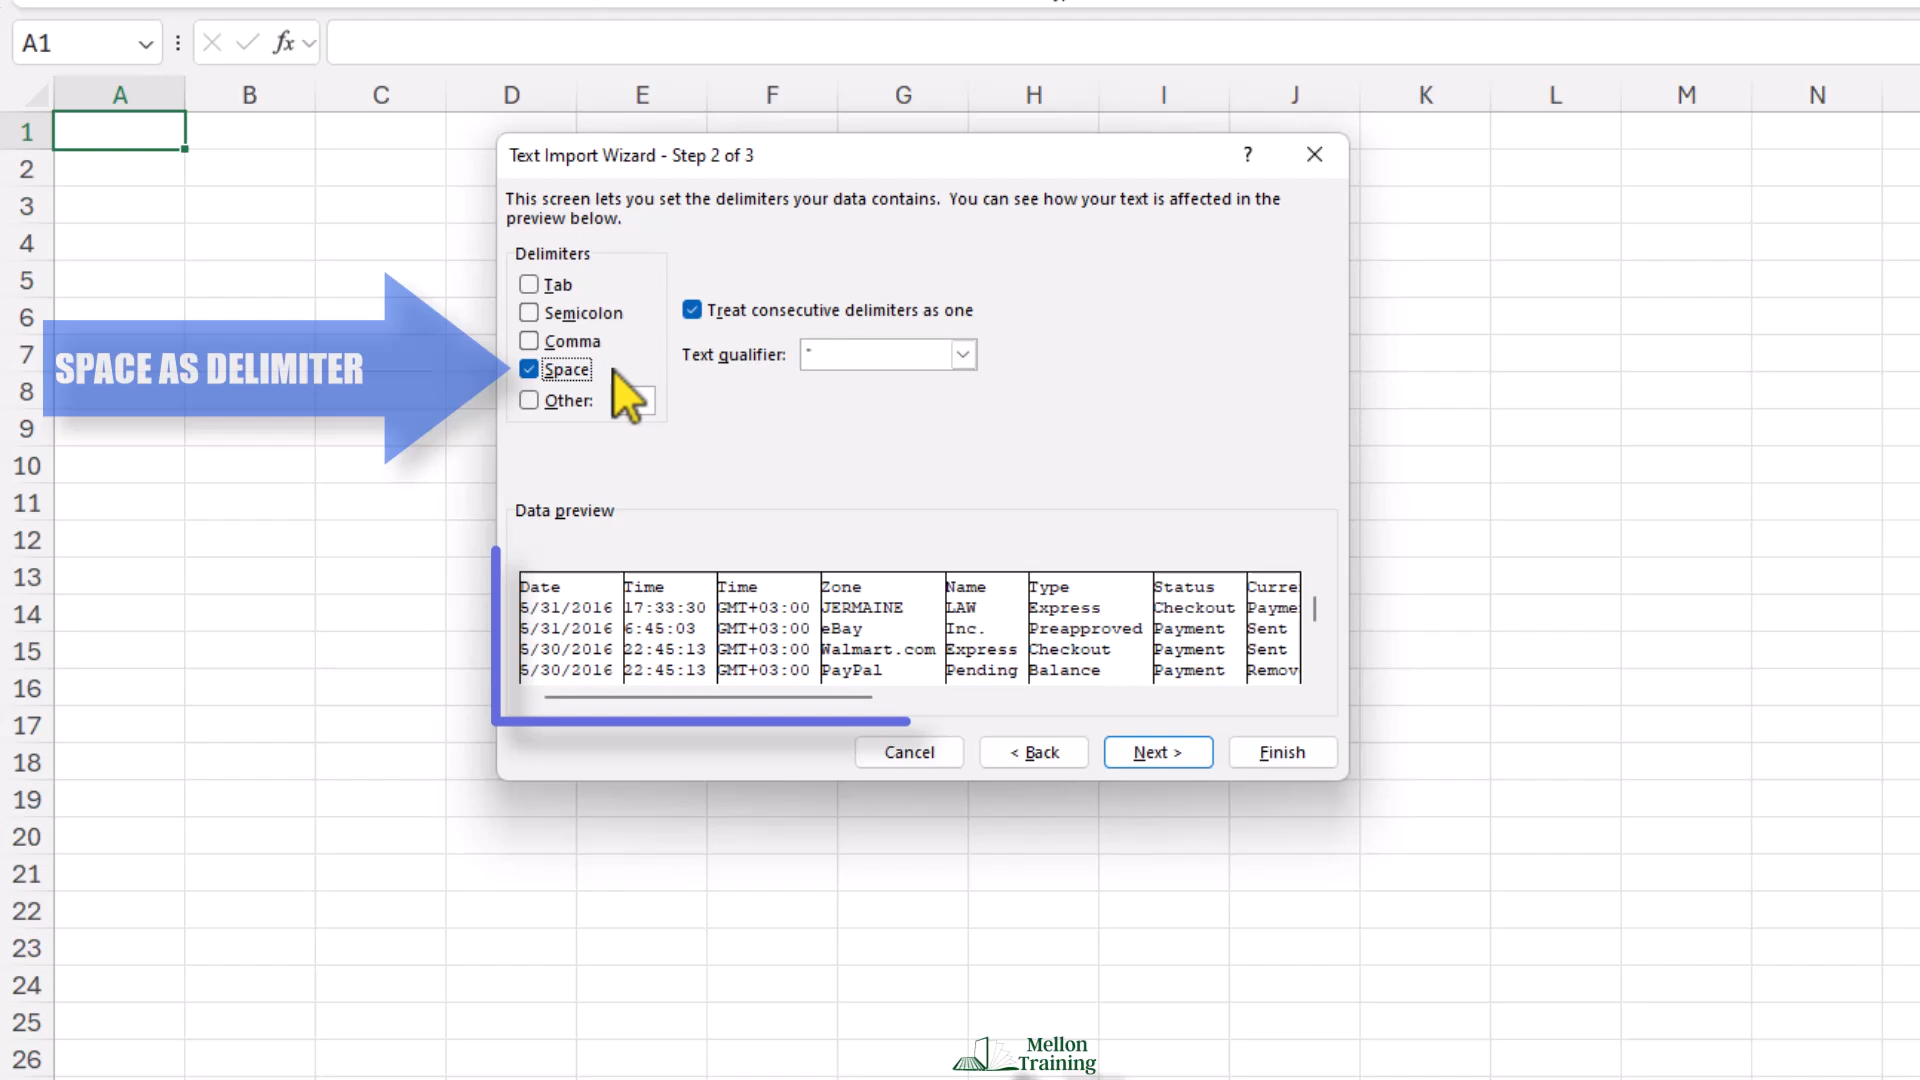 A1
fx
A B C D E F G H I J K L M N
1
2
3
4
5
6
7
8
9
10
11
12
13
14
15
16
17
18
19
20
21
22
23
24
25
26
SPACE AS DELIMITER
Text Import Wizard - Step 2 of 3
?
This screen lets you set the delimiters your data contains. You can see how your text is affected in the
preview below.
Delimiters
Tab
Semicolon
Comma
Space
Other:
Treat consecutive delimiters as one
Text qualifier: "
Data preview
Date Time Time Zone Name Type Status Curre
5/31/2016 17:33:30 GMT+03:00 JERMAINE LAW Express Checkout Payme
5/31/2016 6:45:03 GMT+03:00 eBay Inc. Preapproved Payment Sent
5/30/2016 22:45:13 GMT+03:00 Walmart.com Express Checkout Payment Sent
5/30/2016 22:45:13 GMT+03:00 PayPal Pending Balance Payment Remov
Cancel
< Back
Next >
Finish
Mellon
Training